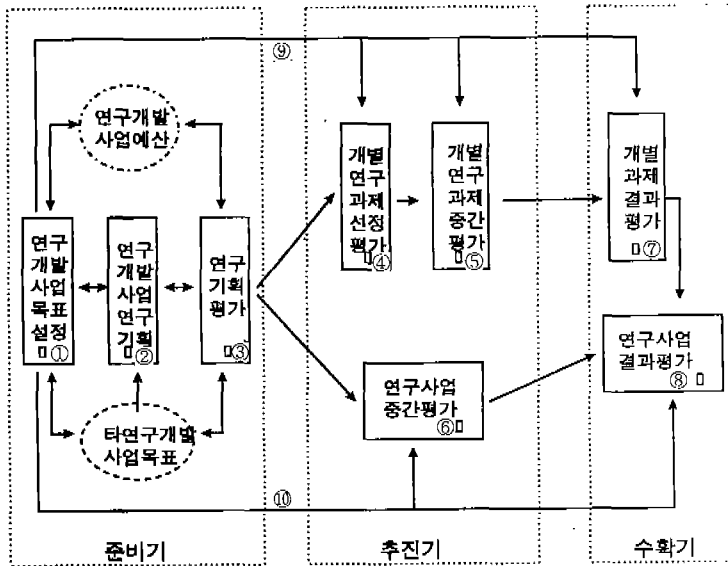 ⑨
연구개발
사업예산
연구
개발
사업
목표
설정
①
연구
개발
사업
연구
기획
②
연구
기획
평가
③
타연구개발
사업목표
⑩
준비기
개별
연구
과제
선정
평가
④
개별
연구
과제
중간
평가
⑤
연구사업
중간평가
⑥
추진기
개별
과제
결과
평가
⑦
연구사업
결과평가
⑧
수확기